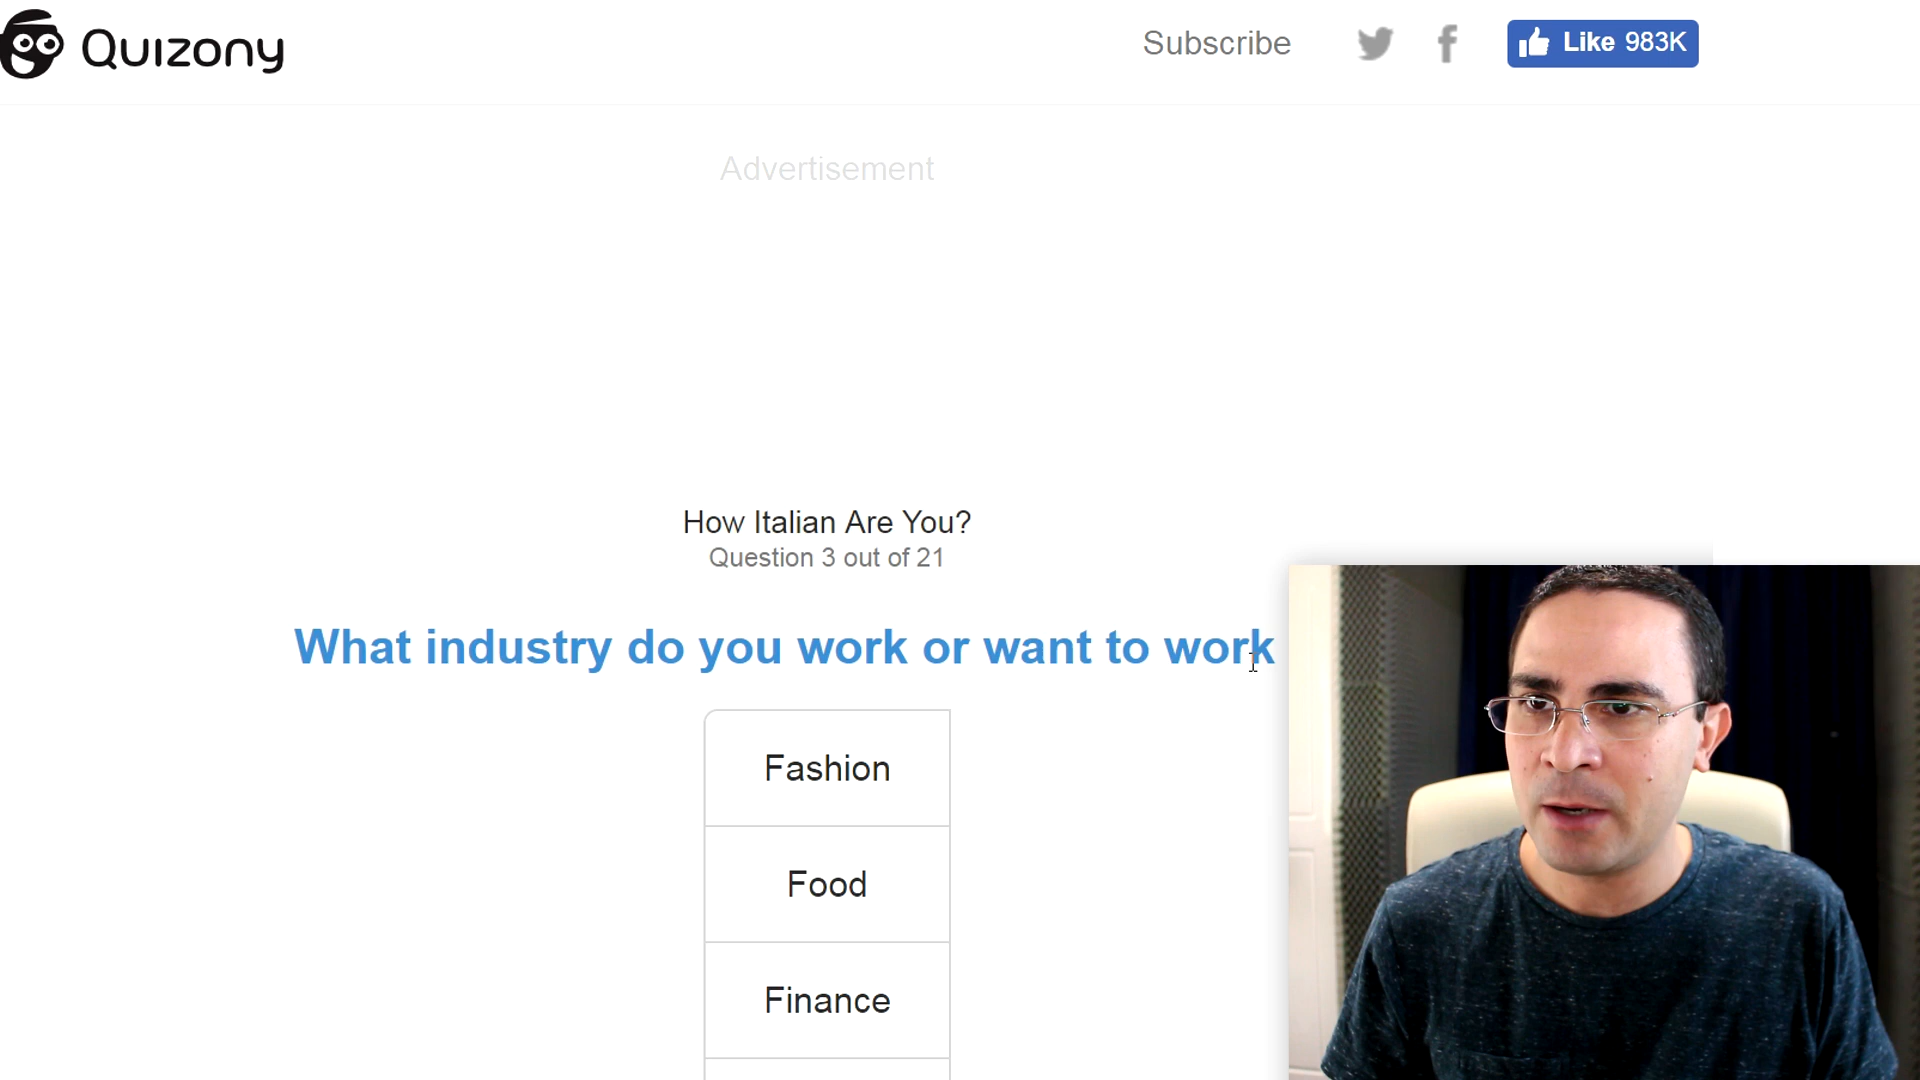 Quizony
Subscribe
Like 983K
Advertisement
How Italian Are You?
Question 3 out of 21
What industry do you work or want to work
Fashion
Food
Finance